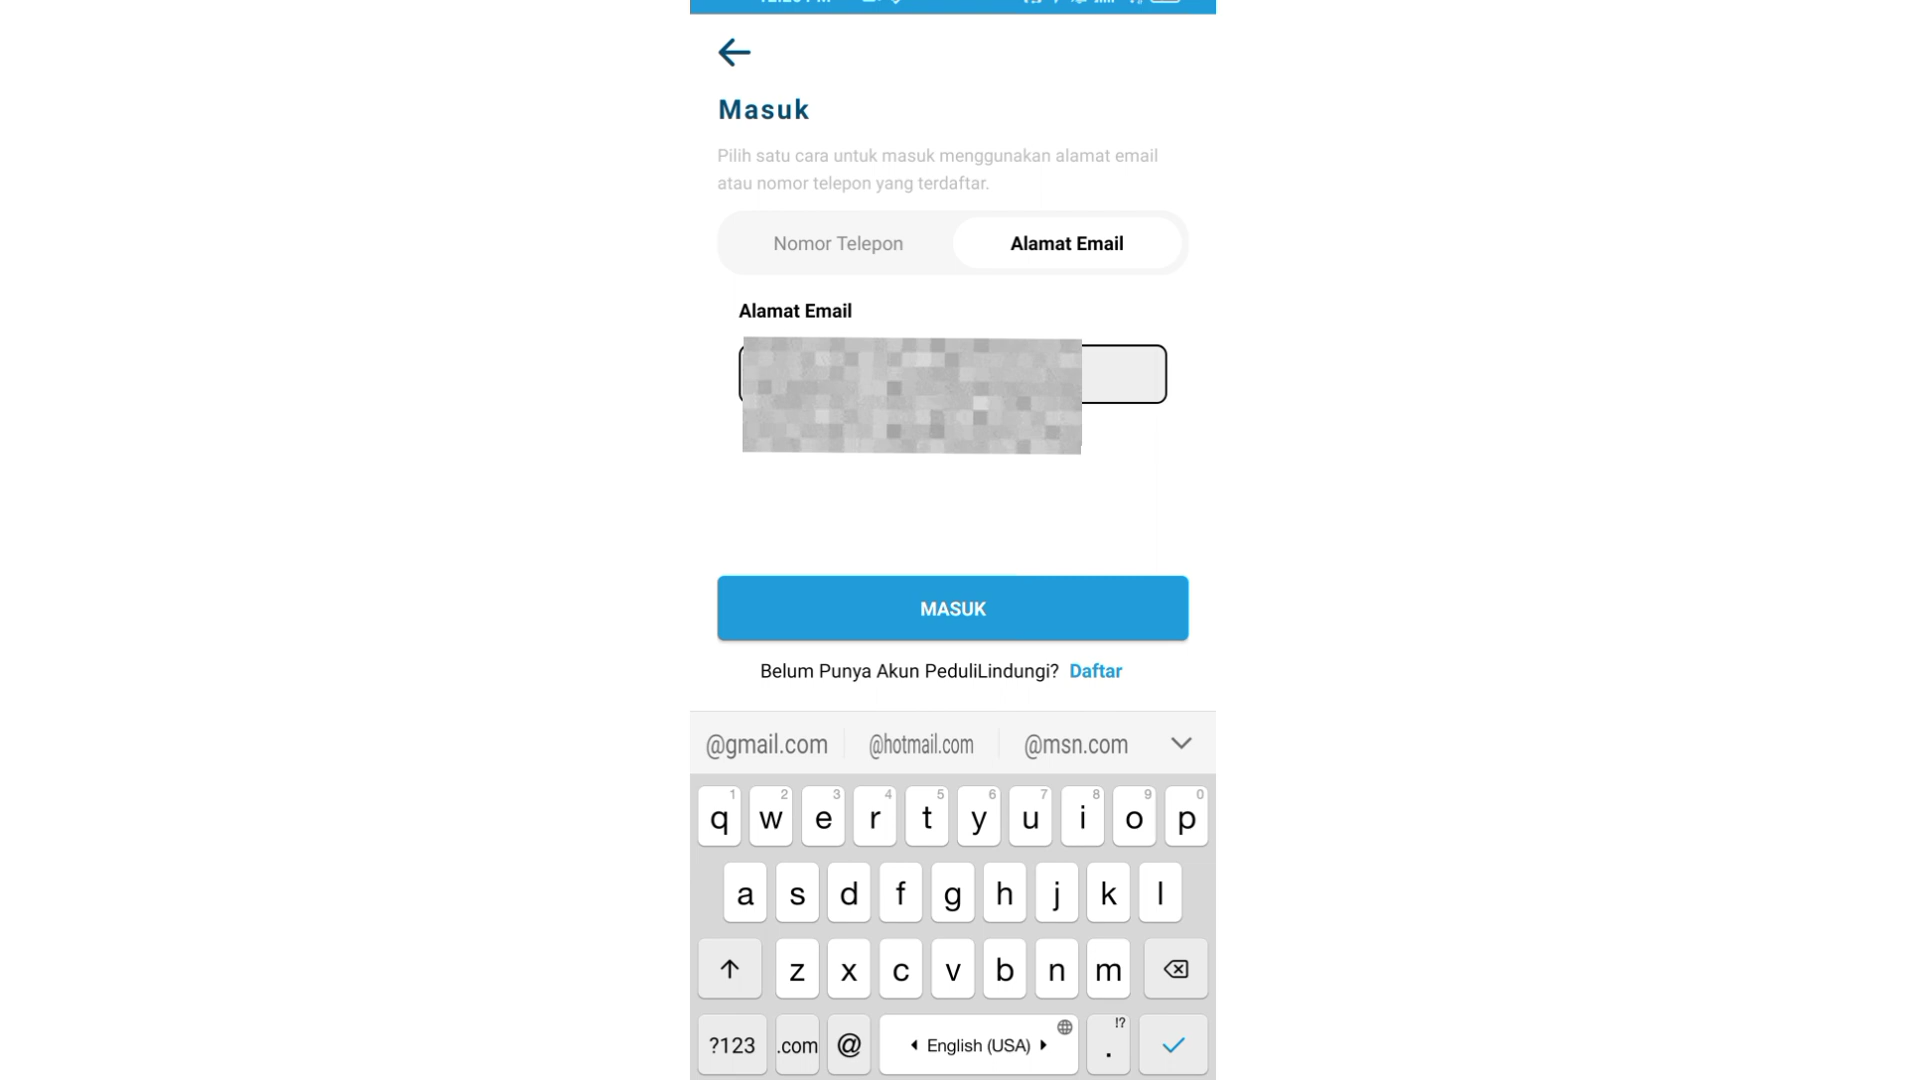 Masuk
Pilih satu cara untuk masuk menggunakan alamat email
atau nomor telepon yang terdaftar.
Nomor Telepon Alamat Email
Alamat Email
MASUK
Belum Punya Akun PeduliLindungi? Daftar
@gmail.com @hotmail.com @msn.com
1 2 3 4 5 6 7 8 9 0
q w e r t y u i o p
a s d f g h j k l
z x c v b n m
!?
?123 .com @ English (USA) .